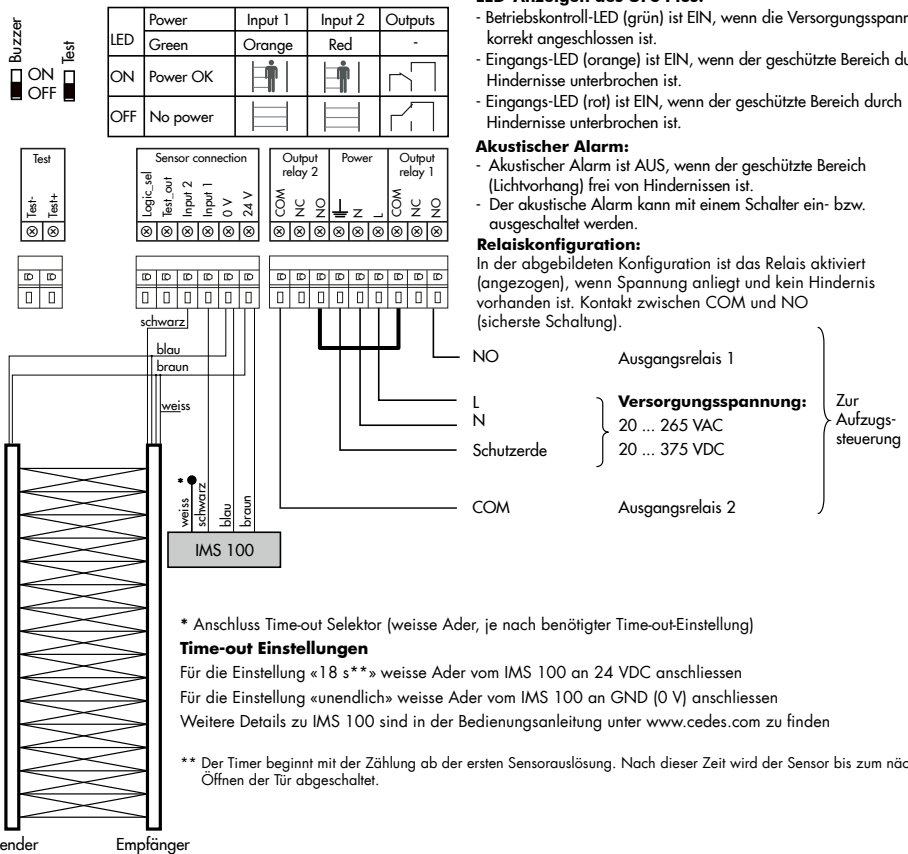 Buzzer
ON
OFF
Test
LED
Power
Input 1
Input 2
Outputs
Green
Orange
Red
-
ON
Power OK
OFF
No power
- Betriebskontroll-LED (grün) ist EIN, wenn die
korrekt angeschlossen ist.
- Eingangs-LED (orange) ist EIN, wenn der geschützte Bereich
Hindernisse unterbrochen ist.
- Eingangs-LED (rot) ist EIN, wenn der geschützte Bereich durch
Hindernisse unterbrochen ist.
Akustischer Alarm:
- Akustischer Alarm ist AUS, wenn der geschützte Bereich
(Lichtvorhang) frei von Hindernissen ist.
- Der akustische Alarm kann mit einem Schalter ein- bzw.
ausgeschaltet werden.
Relaiskonfiguration:
In der abgebildeten Konfiguration ist das Relais aktiviert
(angezogen), wenn Spannung anliegt und kein Hindernis
vorhanden ist. Kontakt zwischen COM und NO
(sicherste Schaltung).
Test
Test-
Test+
Sensor connection
Logic_sel
Test_out
Input 2
Input 1
0 V
24 V
Output
relay 2
Power
Output
relay 1
COM
NC
NO
N
L
COM
NC
NO
schwarz
blau
braun
weiss
NO
Ausgangsrelais 1
L
N
Schutzerde
Versorgungsspannung:
20 ... 265 VAC
20 ... 375 VDC
Zur
Aufzugs-
steuerung
COM
Ausgangsrelais 2
*
weiss
schwarz
blau
braun
IMS 100
* Anschluss Time-out Selektor (weisse Ader, je nach benötigter Time-out-Einstellung)
Time-out Einstellungen
Für die Einstellung «18 s**» weisse Ader vom IMS 100 an 24 VDC anschliessen
Für die Einstellung «unendlich» weisse Ader vom IMS 100 an GND (0 V) anschliessen
Weitere Details zu IMS 100 sind in der Bedienungsanleitung unter www.cedes.com zu finden
** Der Timer beginnt mit der Zählung ab der ersten Sensorauslösung. Nach dieser Zeit wird der Sensor bis zum
Öffnen der Tür abgeschaltet.
Empfänger